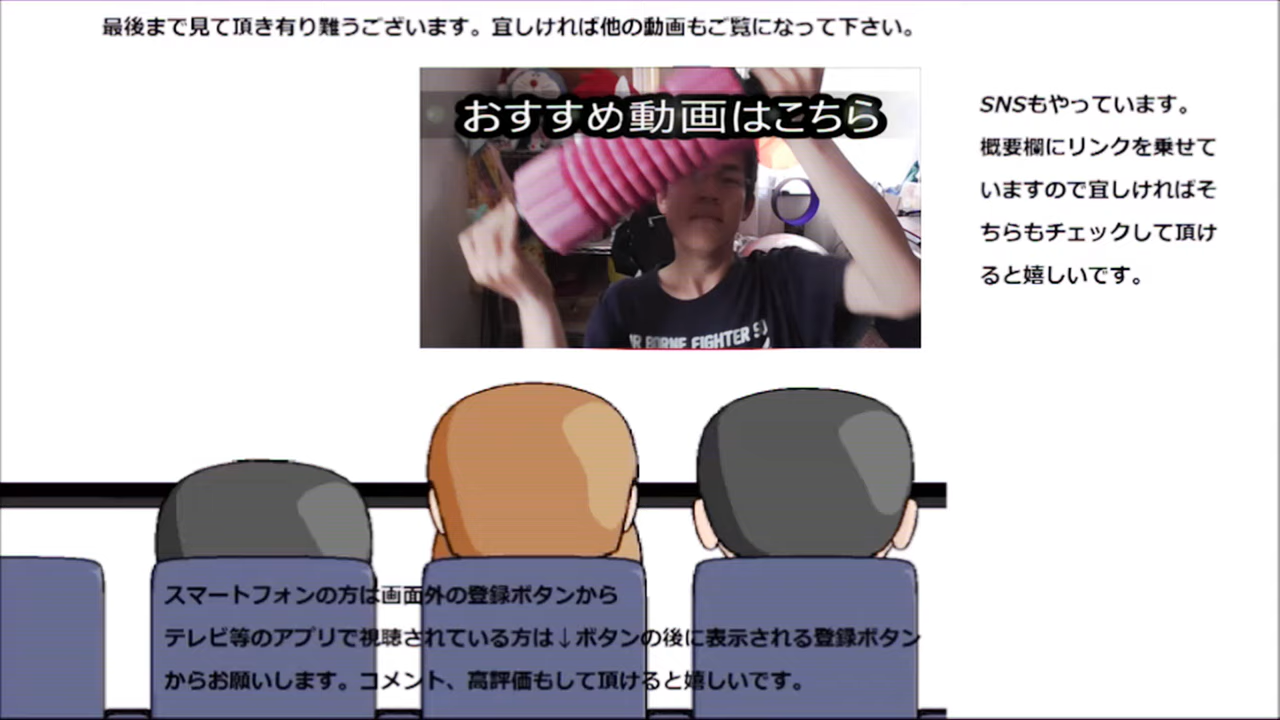 最後まで見て頂き有り難うございます。宜しければ他の動画もご覧になって下さい。
おすすめ動画はこちら
SNSもやっています。
概要欄にリンクを乗せて
いますので宜しければそ
ちらもチェックして頂け
ると嬉しいです。
R BORNE FIGHTER
スマートフォンの方は画面外の登録ボタンから
テレビ等のアプリで視聴されている方は↓ボタンの後に表示される登録ボタン
からお願いします。コメント、高評価もして頂けると嬉しいです。